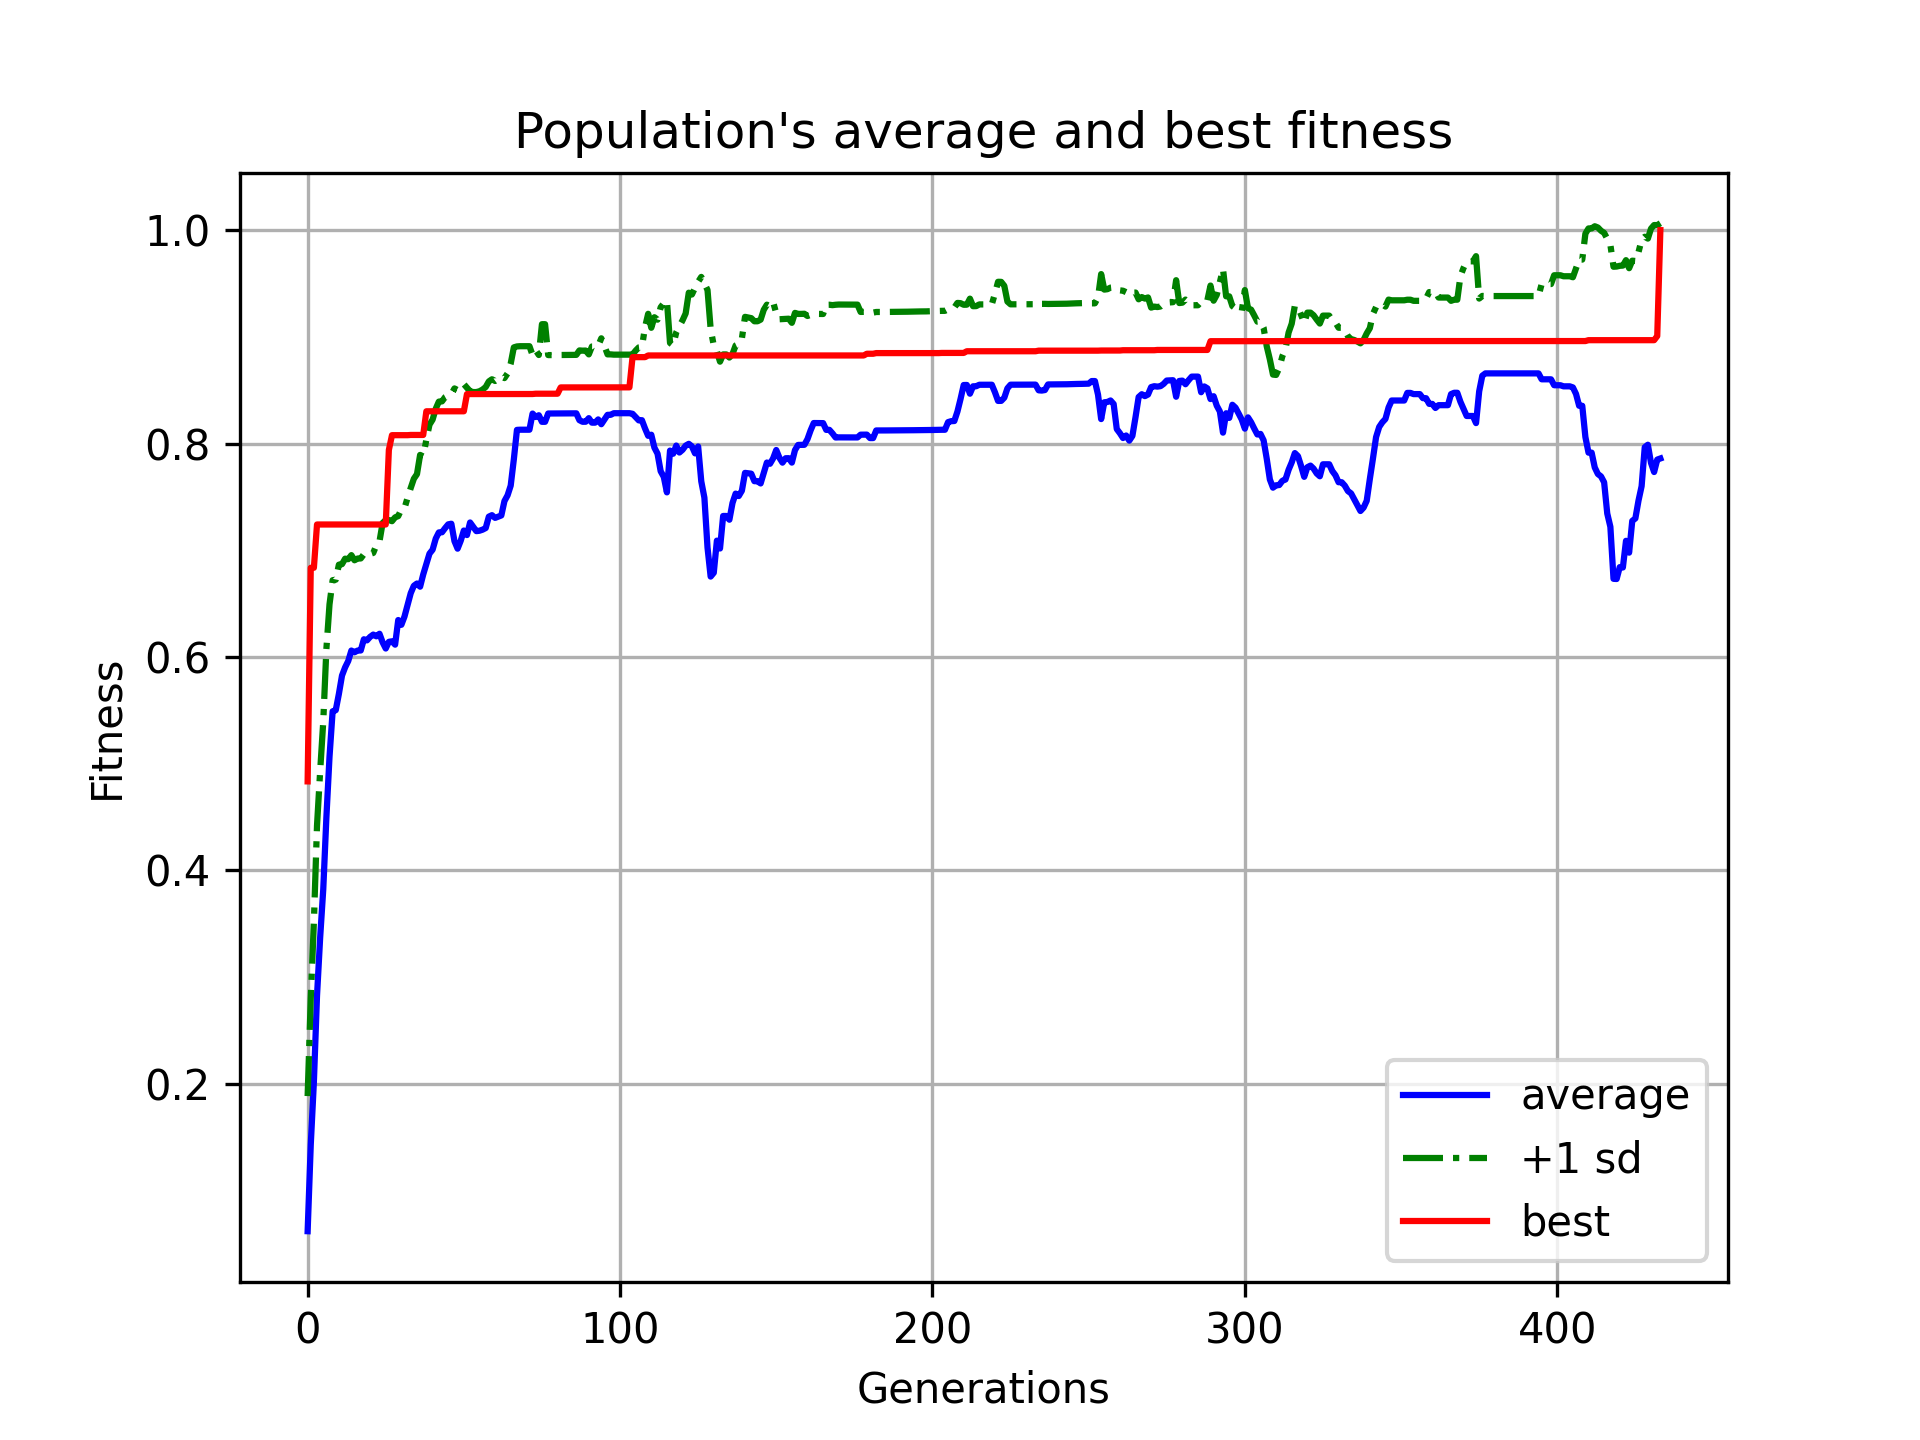 Population's average and best fitness
Fitness
1.0
0.8
0.6
0.4
0.2
0 100 200 300 400
Generations
average
+1 sd
best